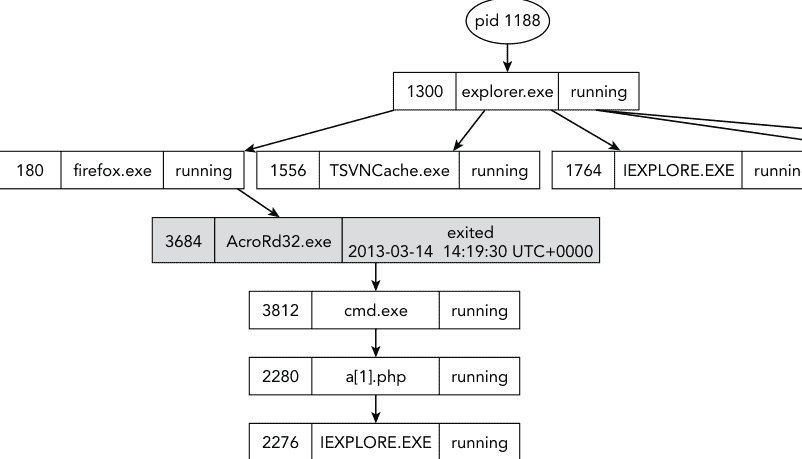 pid 1188
1300 explorer.exe running
180 firefox.exe running 1556 TSVNCache.exe running 1764 IEXPLORE.EXE runnin
3684 AcroRd32.exe exited
2013-03-14 14:19:30 UTC+0000
3812 cmd.exe running
2280 a[1].php running
2276 IEXPLORE.EXE running